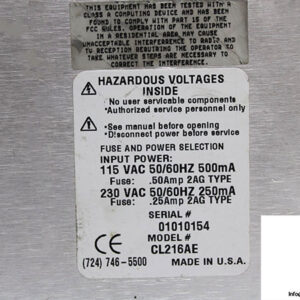 THIS EQUIPMENT HAS BEEN TESTED WITH A
CLASS A COMPUTING DEVICE AND HAS BEEN
FOUND TO COMPLY WITH PART 15 OF THE
FCC RULES. OPERATION OF THE EQUIPMENT
IN A RESIDENTIAL AREA MAY CAUSE
UNACCEPTABLE INTERFERENCE TO RADIO AND
TV RECEPTION REQUIRING THE OPERATOR TO
TAKE WHATEVER STEPS ARE NECESSARY TO
CORRECT THE INTERFERENCE.
HAZARDOUS VOLTAGES
INSIDE
No user servicable components
•Authorized service personnel only
•See manual before opening
•Disconnect power before opening
FUSE AND POWER SELECTION
INPUT POWER:
115 VAC 50/60HZ 500mA
Fuse: .50Amp 2AG TYPE
230 VAC 50/60HZ 250mA
Fuse: .25Amp 2AG TYPE
SERIAL#
01010154
MODEL#
CL216AE
CE
(724) 746-5500
MADE IN U.S.A.